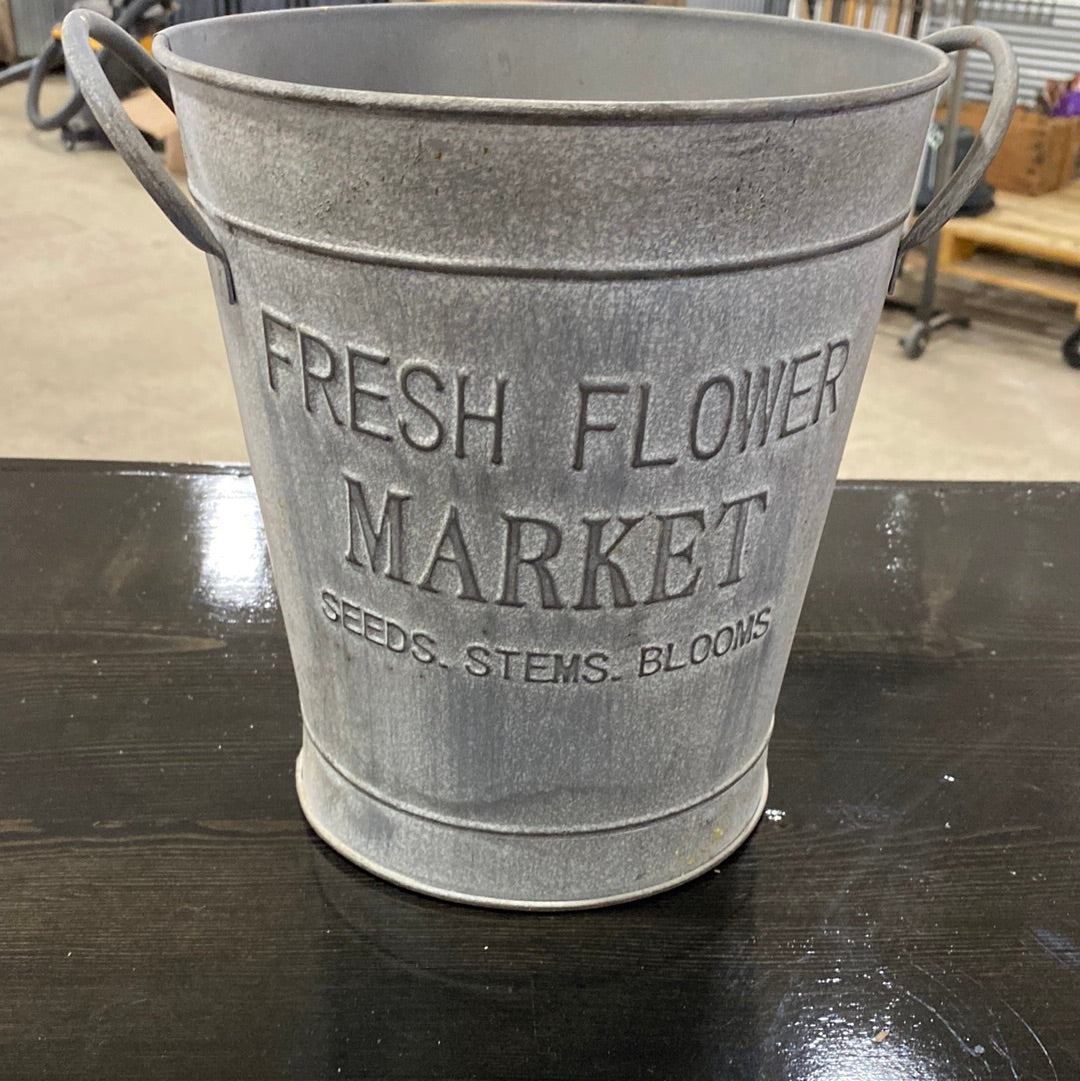 FRESH FLOWER
MARKET
SEEDS. STEMS. BLOOMS